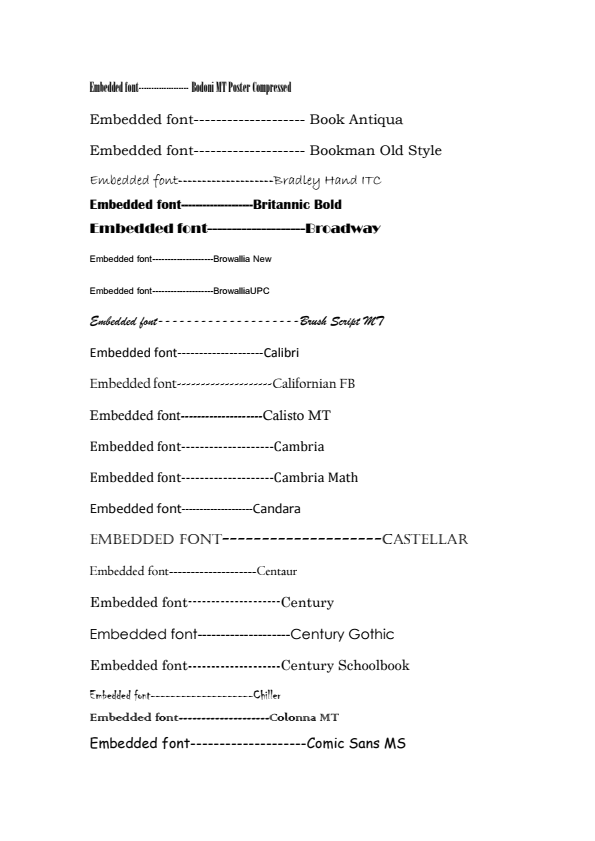 Embedded font-------------------- Bodoni MT Poster Compressed
Embedded font-------------------- Book Antiqua
Embedded font-------------------- Bookman Old Style
Embedded font--------------------Bradley Hand ITC
Embedded font--------------------Britannic Bold
Embedded font--------------------Broadway
Embedded font--------------------Browallia New
Embedded font--------------------BrowalliaUPC
Embedded font--------------------Brush Script MT
Embedded font--------------------Calibri
Embedded font--------------------Californian FB
Embedded font--------------------Calisto MT
Embedded font--------------------Cambria
Embedded font--------------------Cambria Math
Embedded font--------------------Candara
EMBEDDED FONT--------------------CASTELLAR
Embedded font--------------------Centaur
Embedded font--------------------Century
Embedded font--------------------Century Gothic
Embedded font--------------------Century Schoolbook
Embedded font--------------------Chiller
Embedded font--------------------Colonna MT
Embedded font--------------------Comic Sans MS